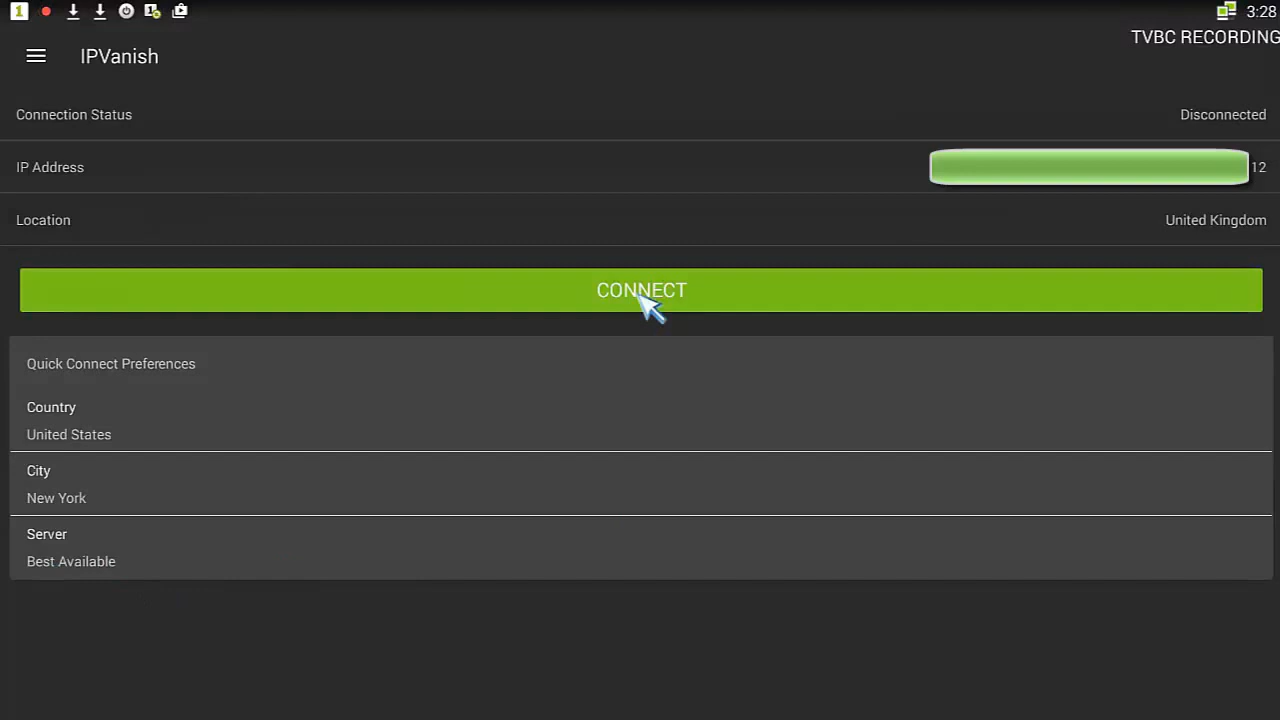 1
3:28
TVBC RECORDING
IPVanish
Connection Status
Disconnected
IP Address
12
Location
United Kingdom
CONNECT
Quick Connect Preferences
Country
United States
City
New York
Server
Best Available